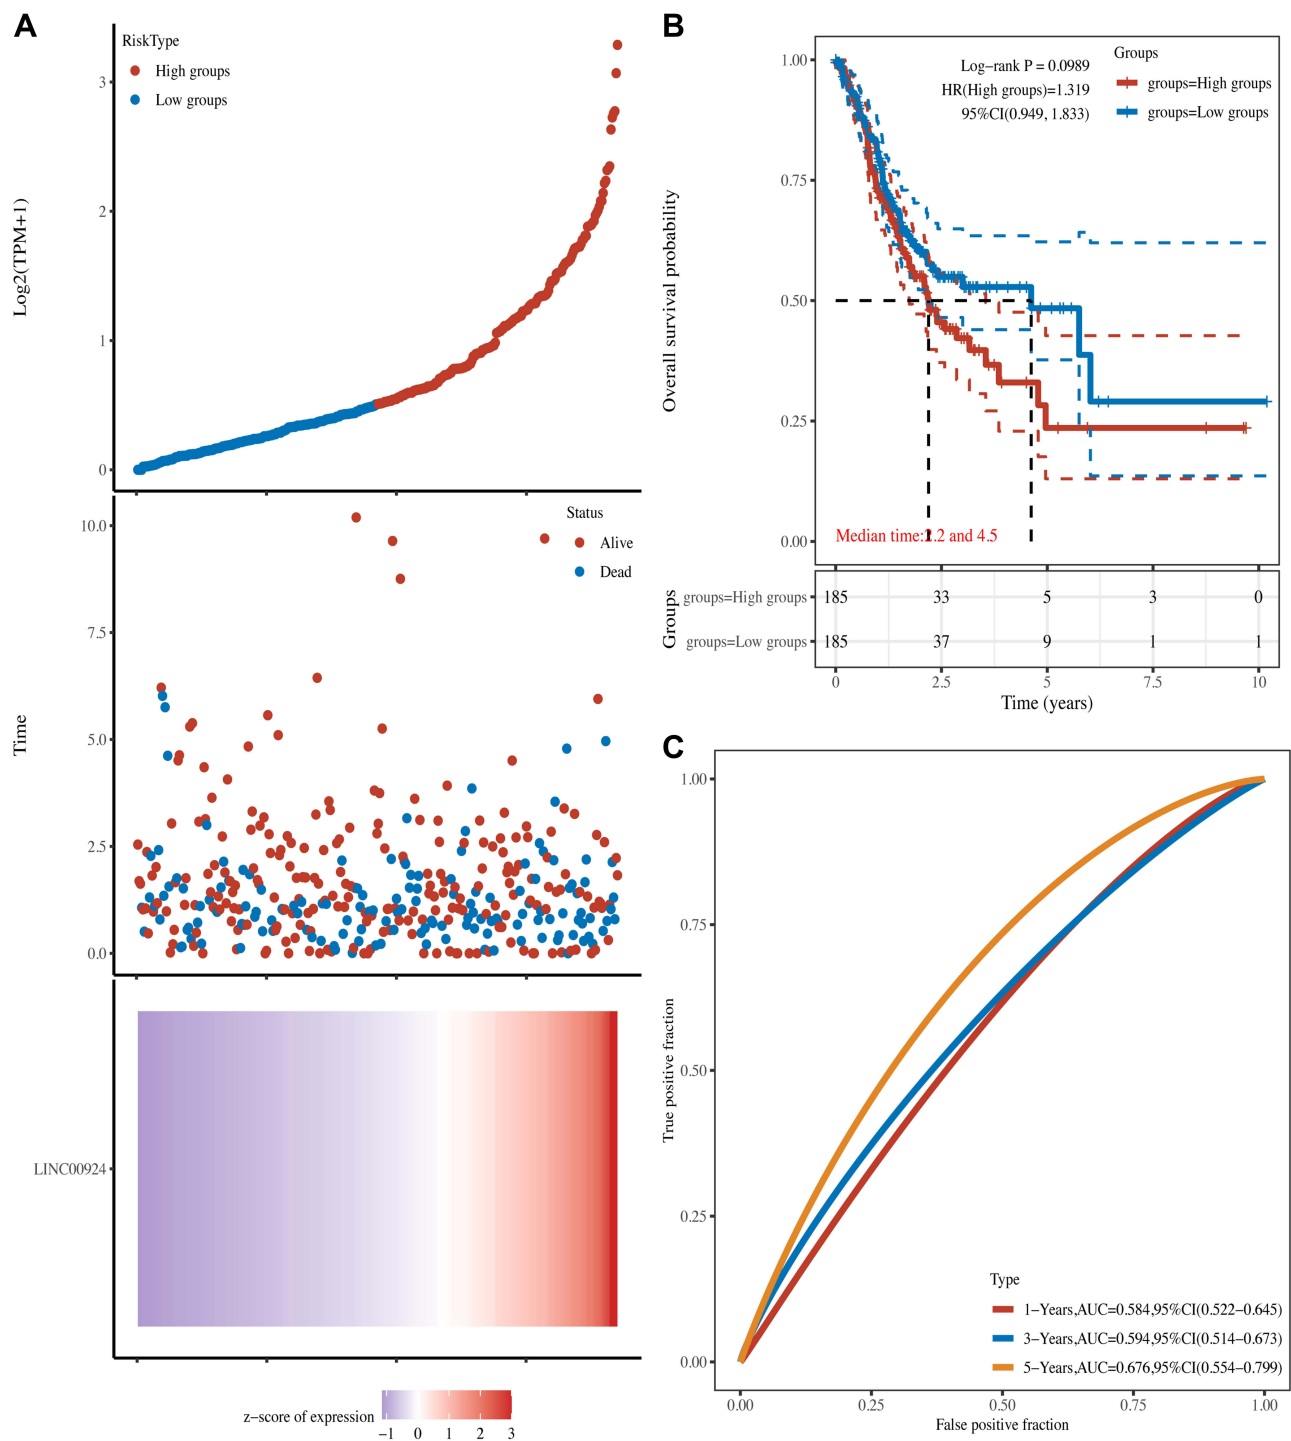 A
RiskType
High groups
Low groups
Log2(TPM+1)
3
2
1
0
Status
Alive
Dead
Time
10.0
7.5
5.0
2.5
0.0
LINC00924
z−score of expression
−1 0 1 2 3
B
Log−rank P = 0.0989
HR(High groups)=1.319
95%CI(0.949, 1.833)
Groups
groups=High groups
groups=Low groups
Overall survival probability
1.00
0.75
0.50
0.25
0.00
Median time:2.2 and 4.5
Groups
groups=High groups 185 33 5 3 0
groups=Low groups 185 37 9 1 1
0 2.5 5 7.5 10
Time (years)
C
True positive fraction
1.00
0.75
0.50
0.25
0.00
Type
1−Years,AUC=0.584,95%CI(0.522−0.645)
3−Years,AUC=0.594,95%CI(0.514−0.673)
5−Years,AUC=0.676,95%CI(0.554−0.799)
0.00 0.25 0.50 0.75 1.00
False positive fraction